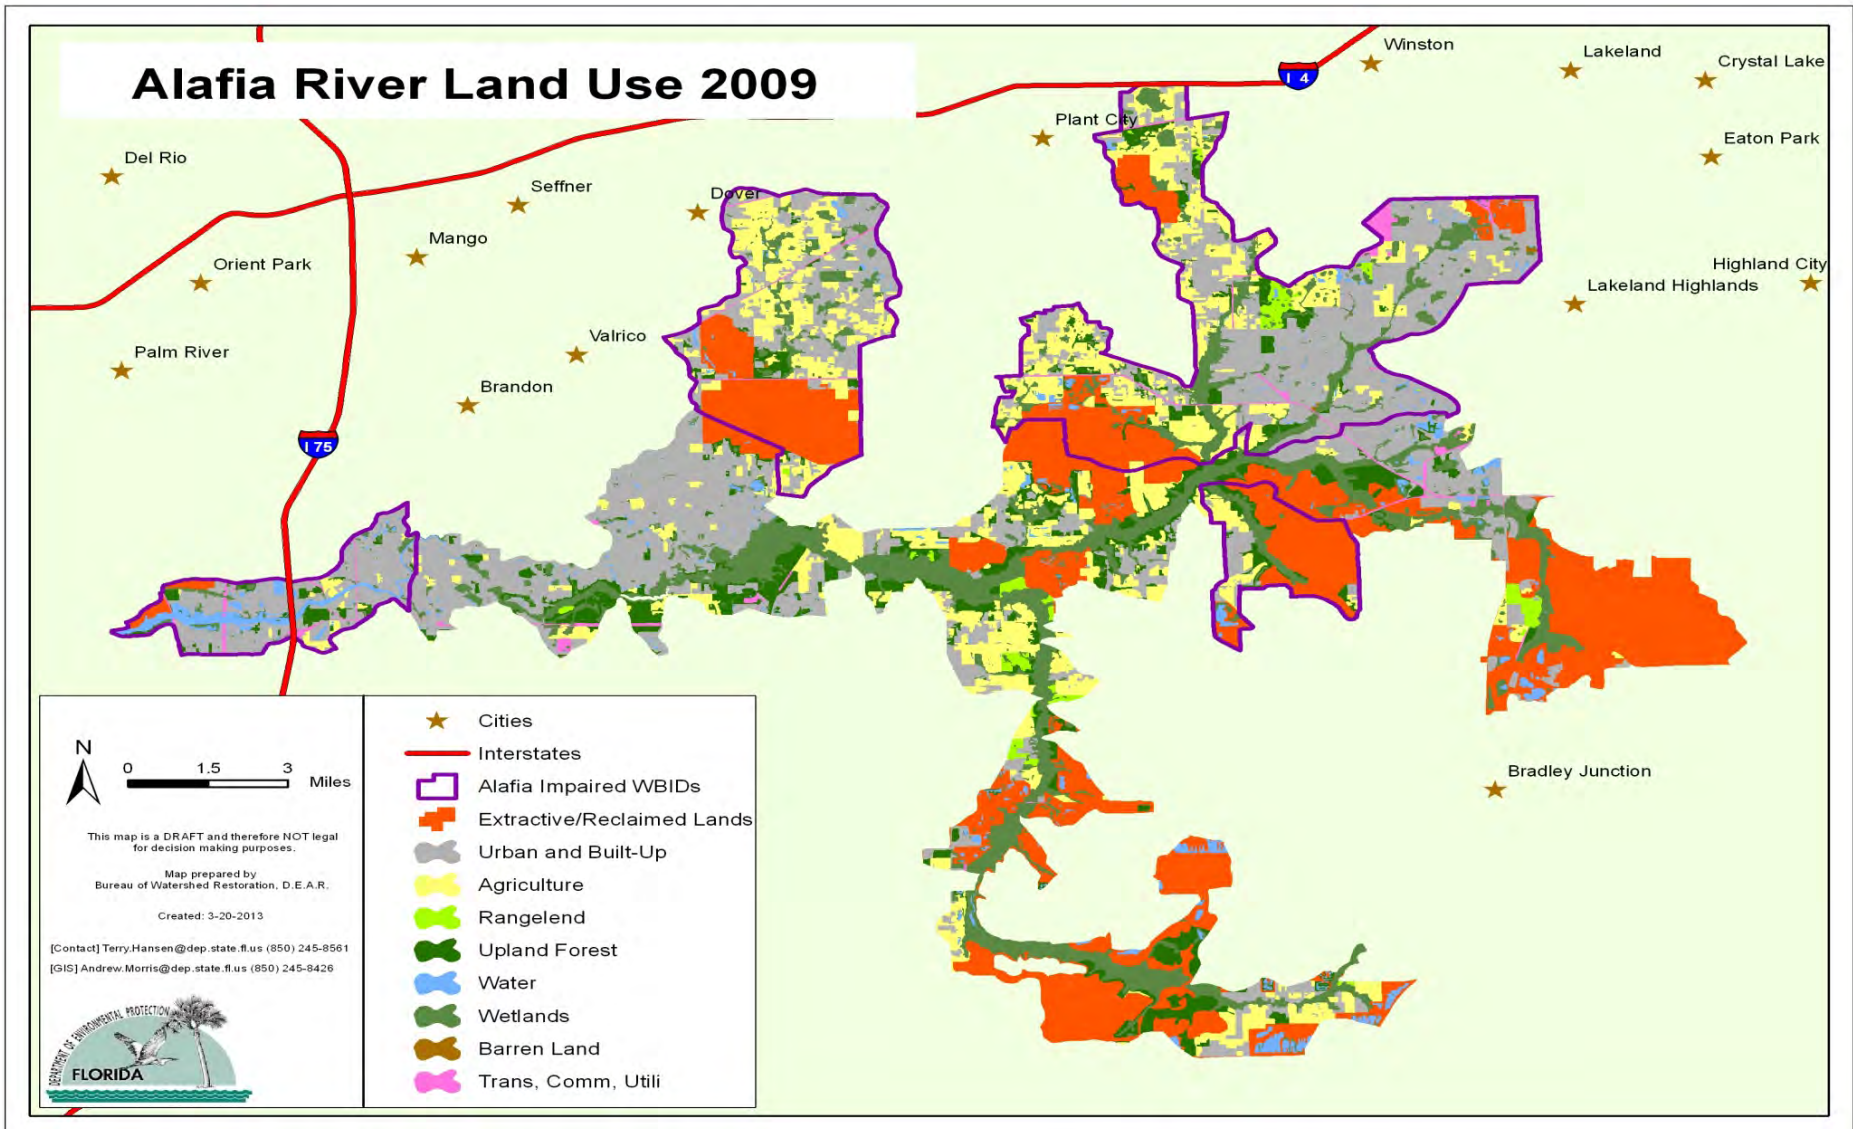 Alafia River Land Use 2009
I 4
I 75
Winston
Lakeland
Crystal Lake
Plant City
Eaton Park
Del Rio
Seffner
Dover
Mango
Orient Park
Highland City
Lakeland Highlands
Valrico
Palm River
Brandon
Bradley Junction
N
0 1.5 3
Miles
This map is a DRAFT and therefore NOT legal
for decision making purposes.
Map prepared by
Bureau of Watershed Restoration, D.E.A.R.
Created: 3-20-2013
[Contact] Terry.Hansen@dep.state.fl.us (850) 245-8561
[GIS] Andrew.Morris@dep.state.fl.us (850) 245-8426
DEPARTMENT OF ENVIRONMENTAL PROTECTION
FLORIDA
Cities
Interstates
Alafia Impaired WBIDs
Extractive/Reclaimed Lands
Urban and Built-Up
Agriculture
Rangelend
Upland Forest
Water
Wetlands
Barren Land
Trans, Comm, Utili